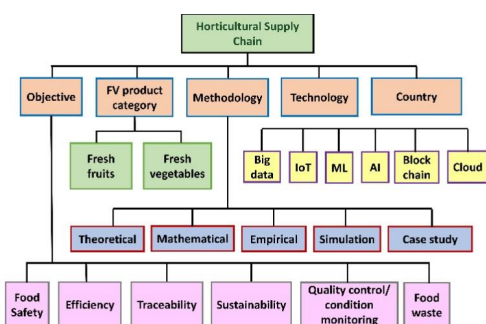 Horticultural Supply
Chain
Objective
FV product
category
Methodology
Technology
Country
Fresh
fruits
Fresh
vegetables
Big
data
IoT
ML
AI
Block
chain
Cloud
Theoretical
Mathematical
Empirical
Simulation
Case study
Food
Safety
Efficiency
Traceability
Sustainability
Quality control/
condition
monitoring
Food
waste